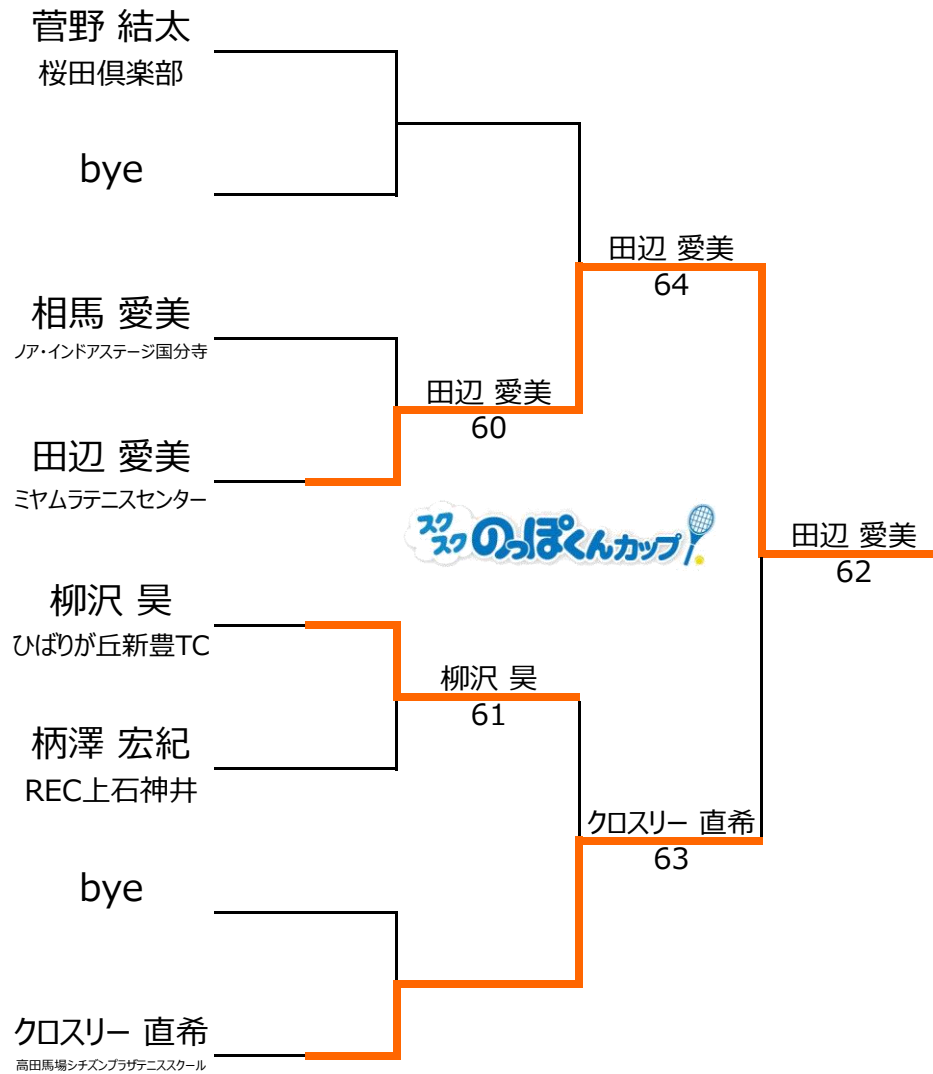 菅野 結太
桜田倶楽部
bye
田辺 愛美
64
相馬 愛美
ノア・インドアステージ国分寺
田辺 愛美
60
田辺 愛美
ミヤムラテニスセンター
スクスク のっぽくんカップ
田辺 愛美
62
柳沢 昊
ひばりが丘新豊TC
柳沢 昊
61
柄澤 宏紀
REC上石神井
クロスリー 直希
63
bye
クロスリー 直希
高田馬場シチズンプラザテニススクール